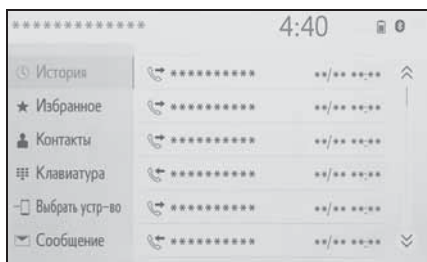 ************* 4:40
История ********** **/** **:**
Избранное ********** **/** **:**
Контакты ********** **/** **:**
Клавиатура ********** **/** **:**
Выбрать устр-во ********** **/** **:**
Сообщение ********** **/** **:**